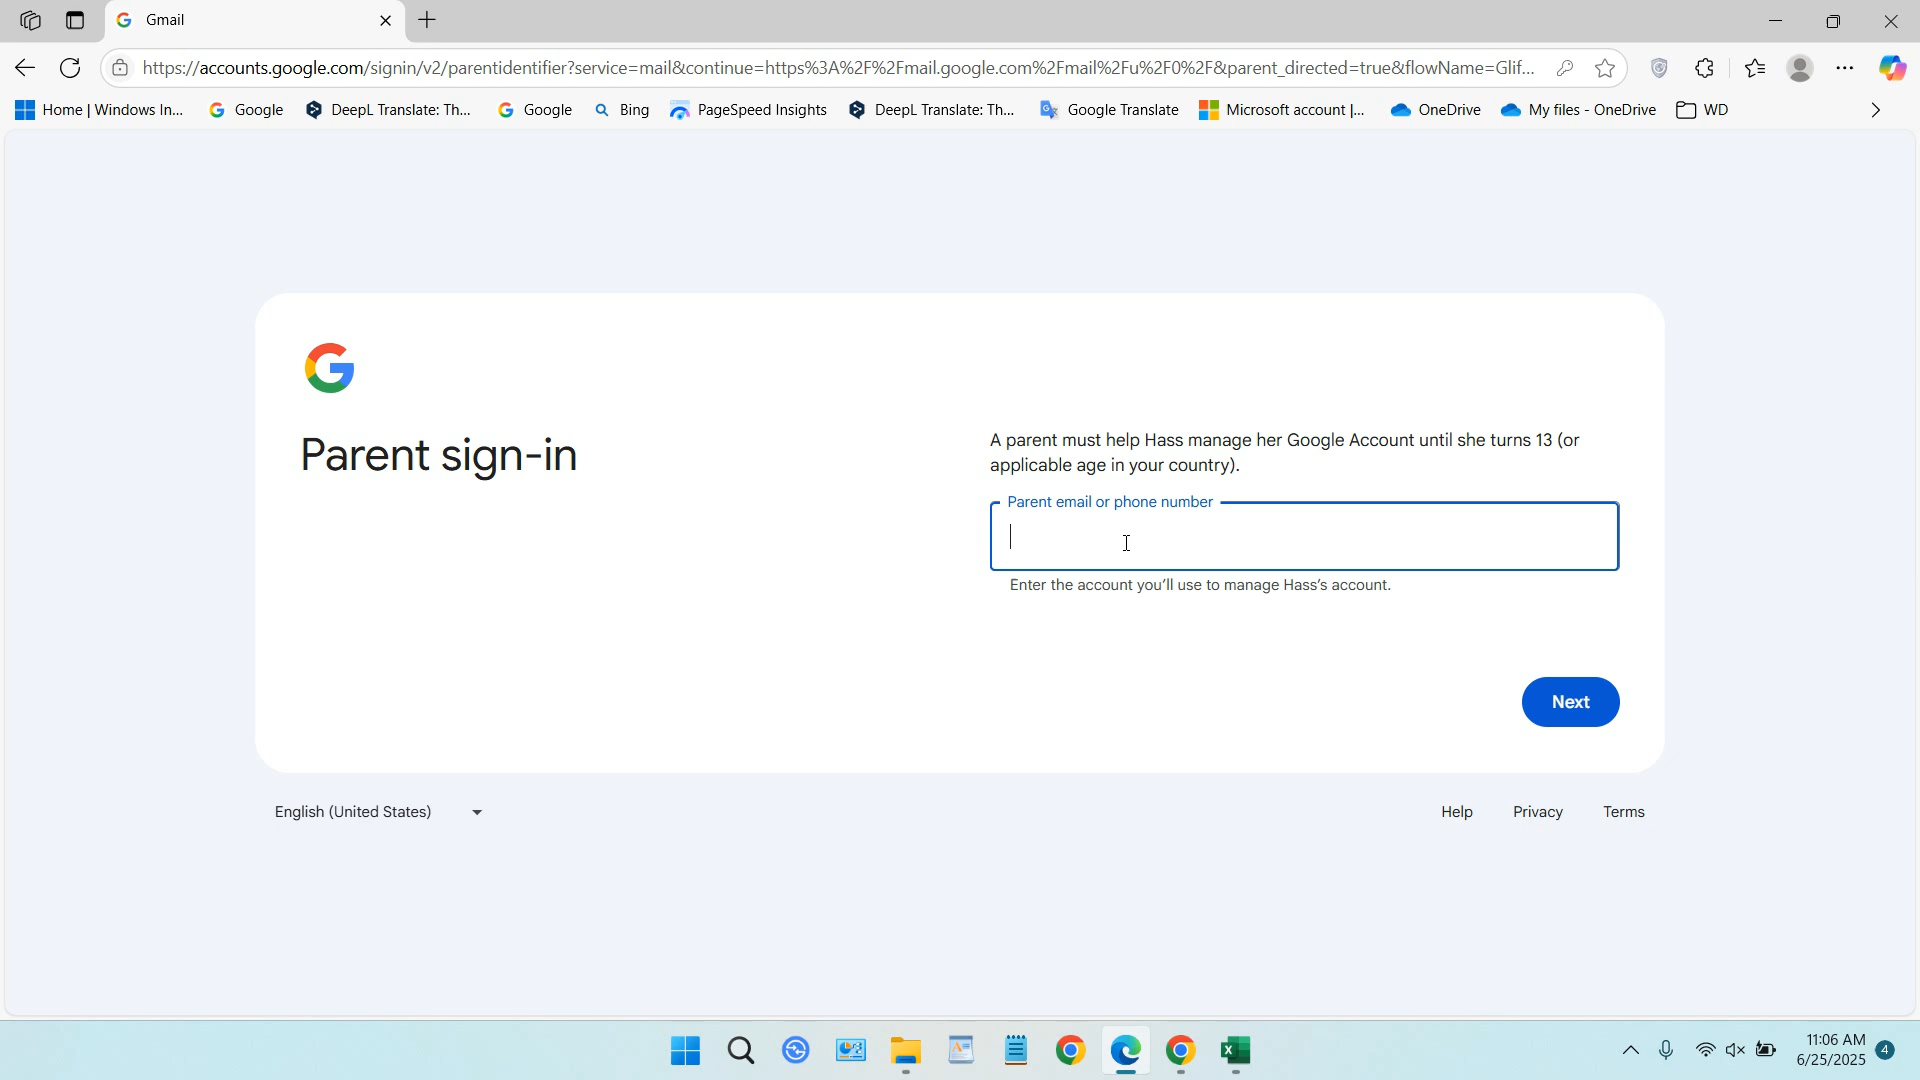 Gmail
https://accounts.google.com/signin/v2/parentidentifier?service=mail&continue=https%3A%2F%2Fmail.google.com%2Fmail%2Fu%2F0%2F&parent_directed=true&flowName=Glif...
Home | Windows In...
Google
DeepL Translate: Th...
Google
Bing
PageSpeed Insights
DeepL Translate: Th...
Google Translate
Microsoft account |...
OneDrive
My files - OneDrive
WD
Parent sign-in
A parent must help Hass manage her Google Account until she turns 13 (or
applicable age in your country).
Parent email or phone number
Enter the account you'll use to manage Hass's account.
Next
English (United States)
Help
Privacy
Terms
11:06 AM
6/25/2025
4